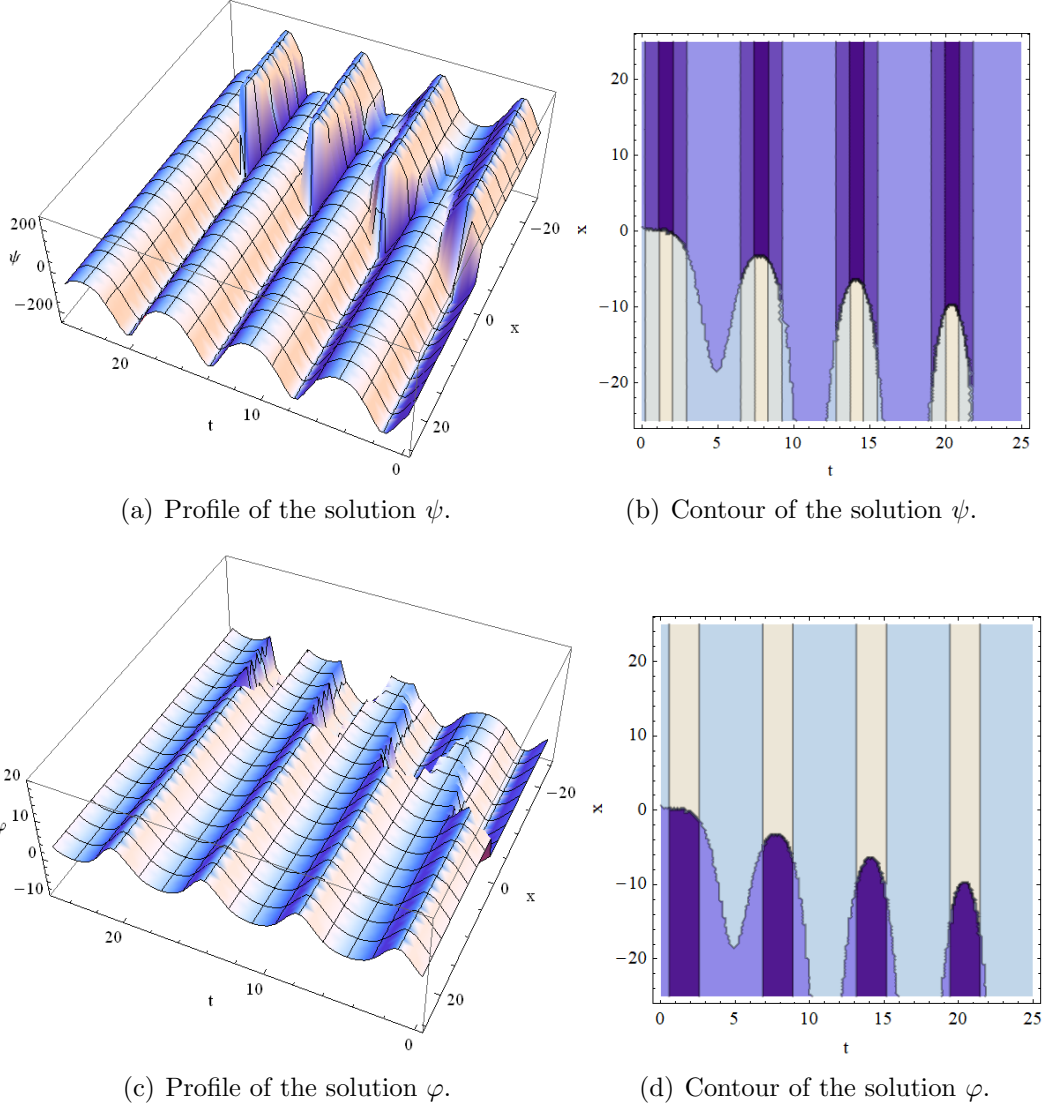 200
ψ
0
−200
20
10
t
0
20
0
x
−20
20
10
x
0
−10
−20
0
5
10
15
20
25
t
(a) Profile of the solution ψ.
(b) Contour of the solution ψ.
20
10
φ
0
−10
20
10
t
0
20
0
x
−20
20
10
x
0
−10
−20
0
5
10
15
20
25
t
(c) Profile of the solution φ.
(d) Contour of the solution φ.